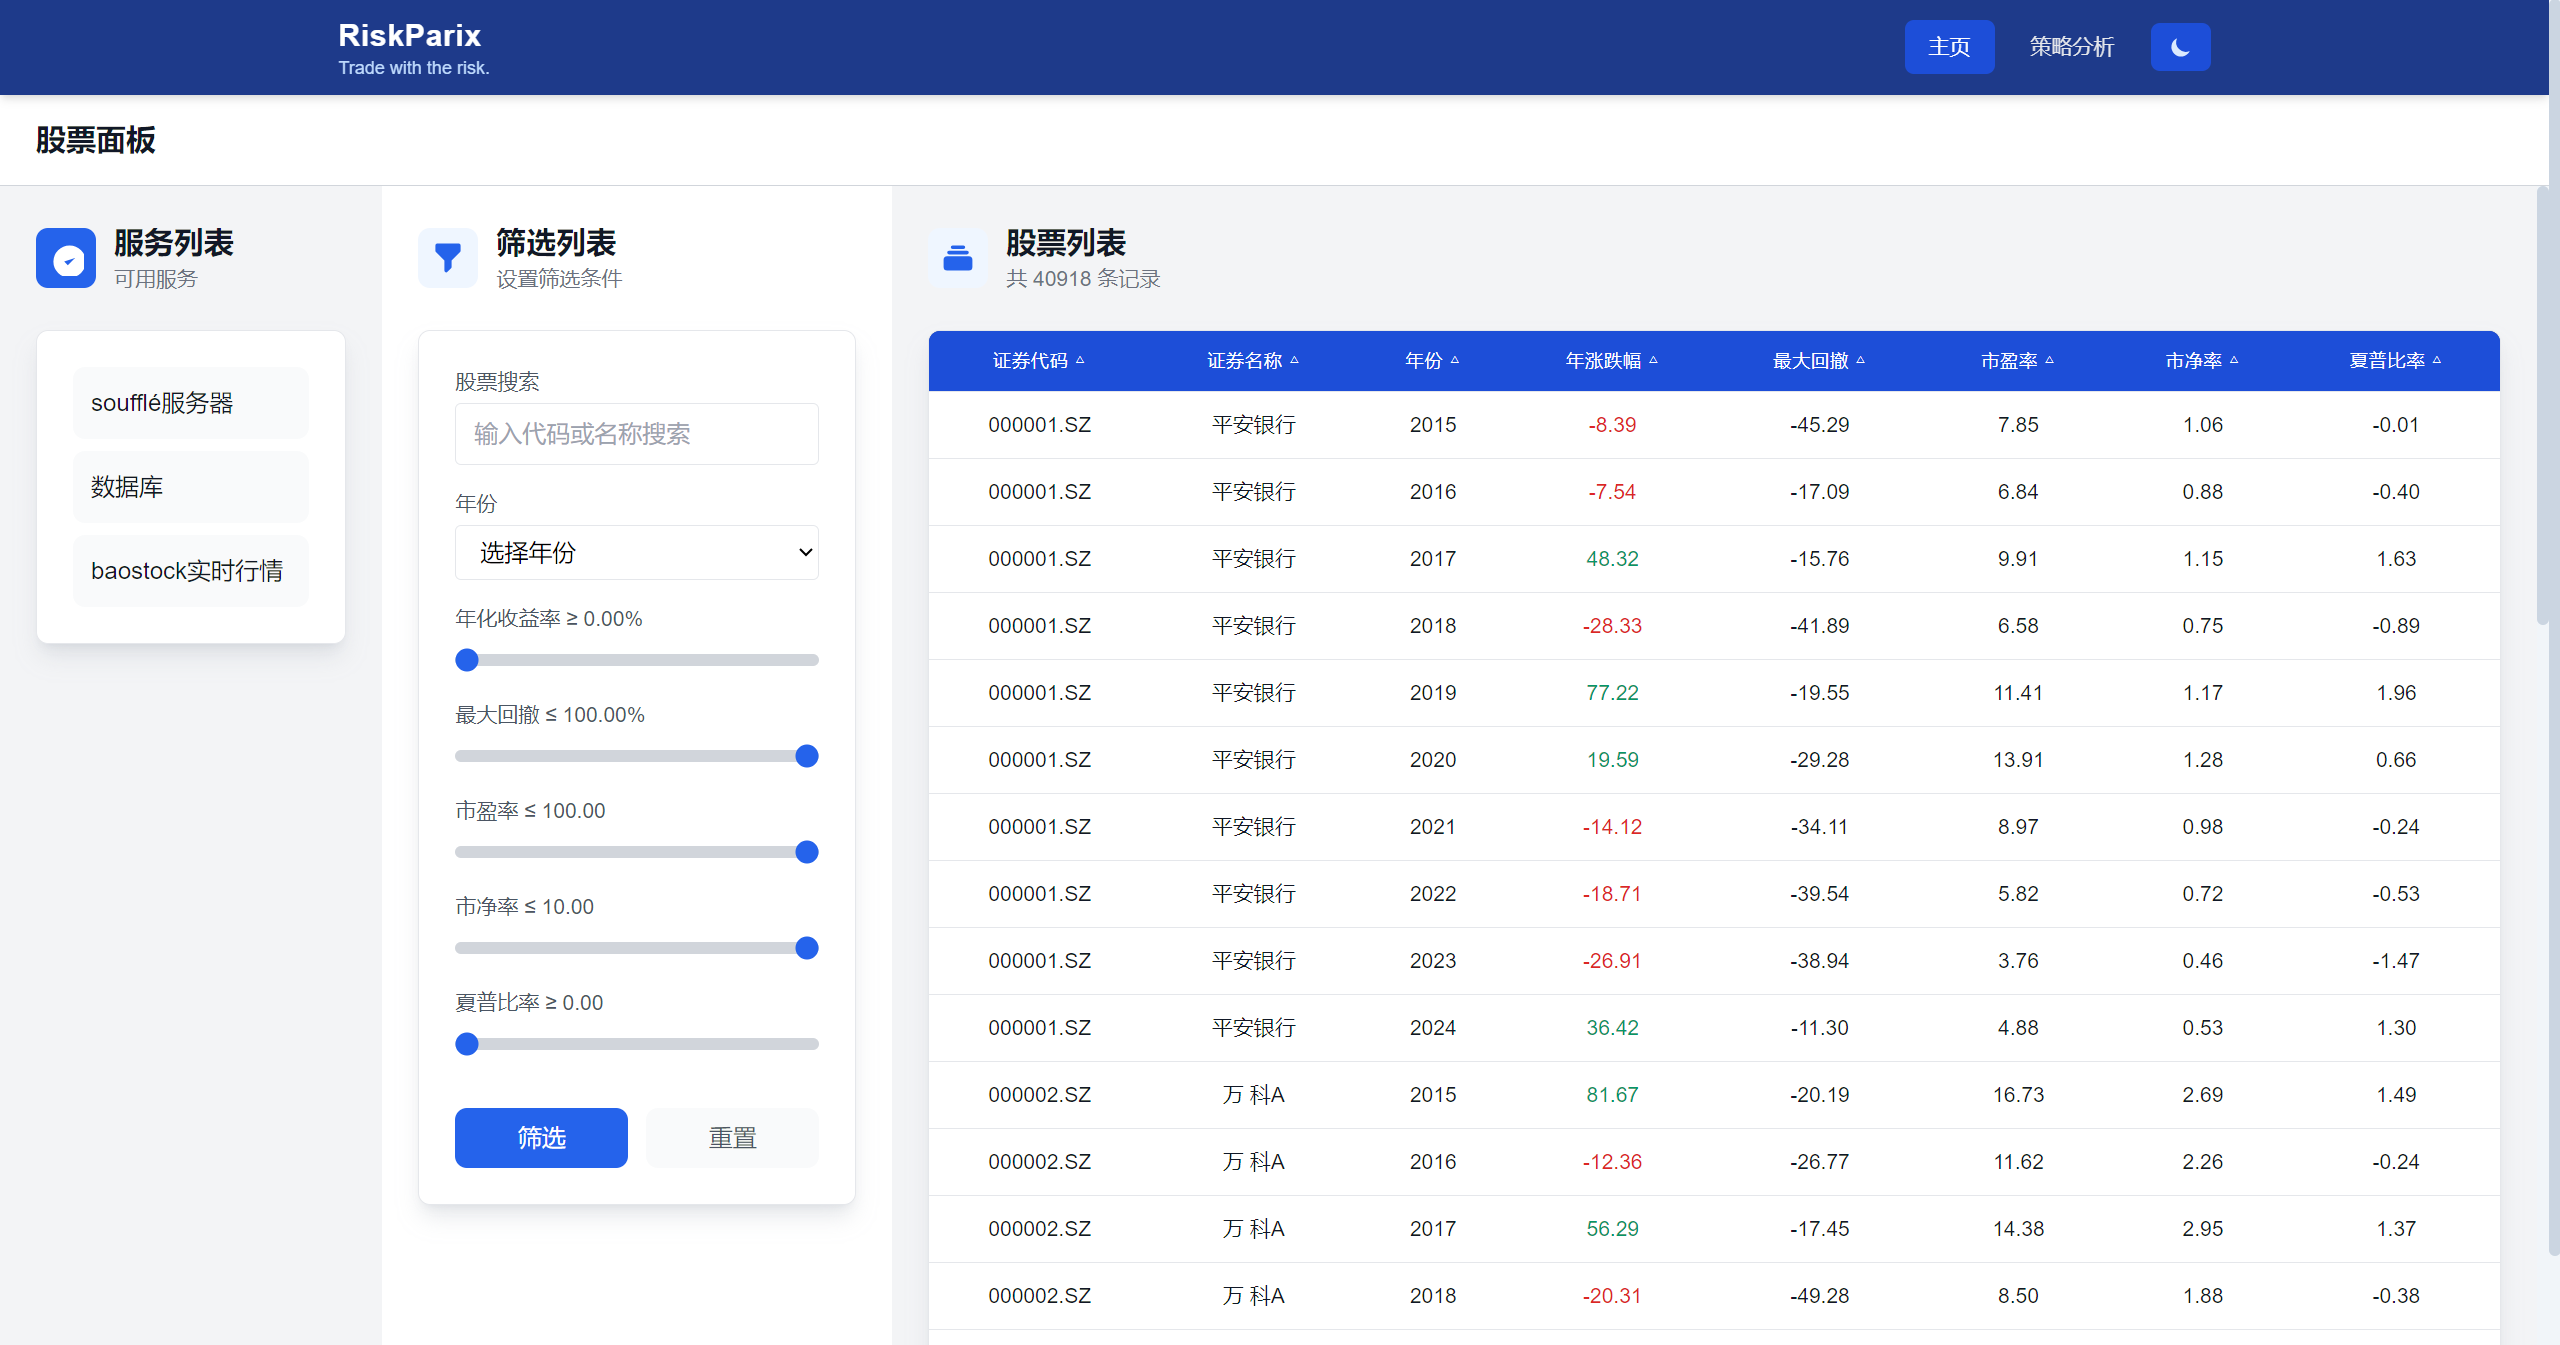 RiskParix
Trade with the risk.
主页
策略分析
股票面板
服务列表
可用服务
soufflé服务器
数据库
baostock实时行情
筛选列表
设置筛选条件
股票搜索
输入代码或名称搜索
年份
选择年份
年化收益率 ≥ 0.00%
最大回撤 ≤ 100.00%
市盈率 ≤ 100.00
市净率 ≤ 10.00
夏普比率 ≥ 0.00
筛选
重置
股票列表
共 40918 条记录
证券代码 证券名称 年份 年涨跌幅 最大回撤 市盈率 市净率 夏普比率
000001.SZ 平安银行 2015 -8.39 -45.29 7.85 1.06 -0.01
000001.SZ 平安银行 2016 -7.54 -17.09 6.84 0.88 -0.40
000001.SZ 平安银行 2017 48.32 -15.76 9.91 1.15 1.63
000001.SZ 平安银行 2018 -28.33 -41.89 6.58 0.75 -0.89
000001.SZ 平安银行 2019 77.22 -19.55 11.41 1.17 1.96
000001.SZ 平安银行 2020 19.59 -29.28 13.91 1.28 0.66
000001.SZ 平安银行 2021 -14.12 -34.11 8.97 0.98 -0.24
000001.SZ 平安银行 2022 -18.71 -39.54 5.82 0.72 -0.53
000001.SZ 平安银行 2023 -26.91 -38.94 3.76 0.46 -1.47
000001.SZ 平安银行 2024 36.42 -11.30 4.88 0.53 1.30
000002.SZ 万 科A 2015 81.67 -20.19 16.73 2.69 1.49
000002.SZ 万 科A 2016 -12.36 -26.77 11.62 2.26 -0.24
000002.SZ 万 科A 2017 56.29 -17.45 14.38 2.95 1.37
000002.SZ 万 科A 2018 -20.31 -49.28 8.50 1.88 -0.38